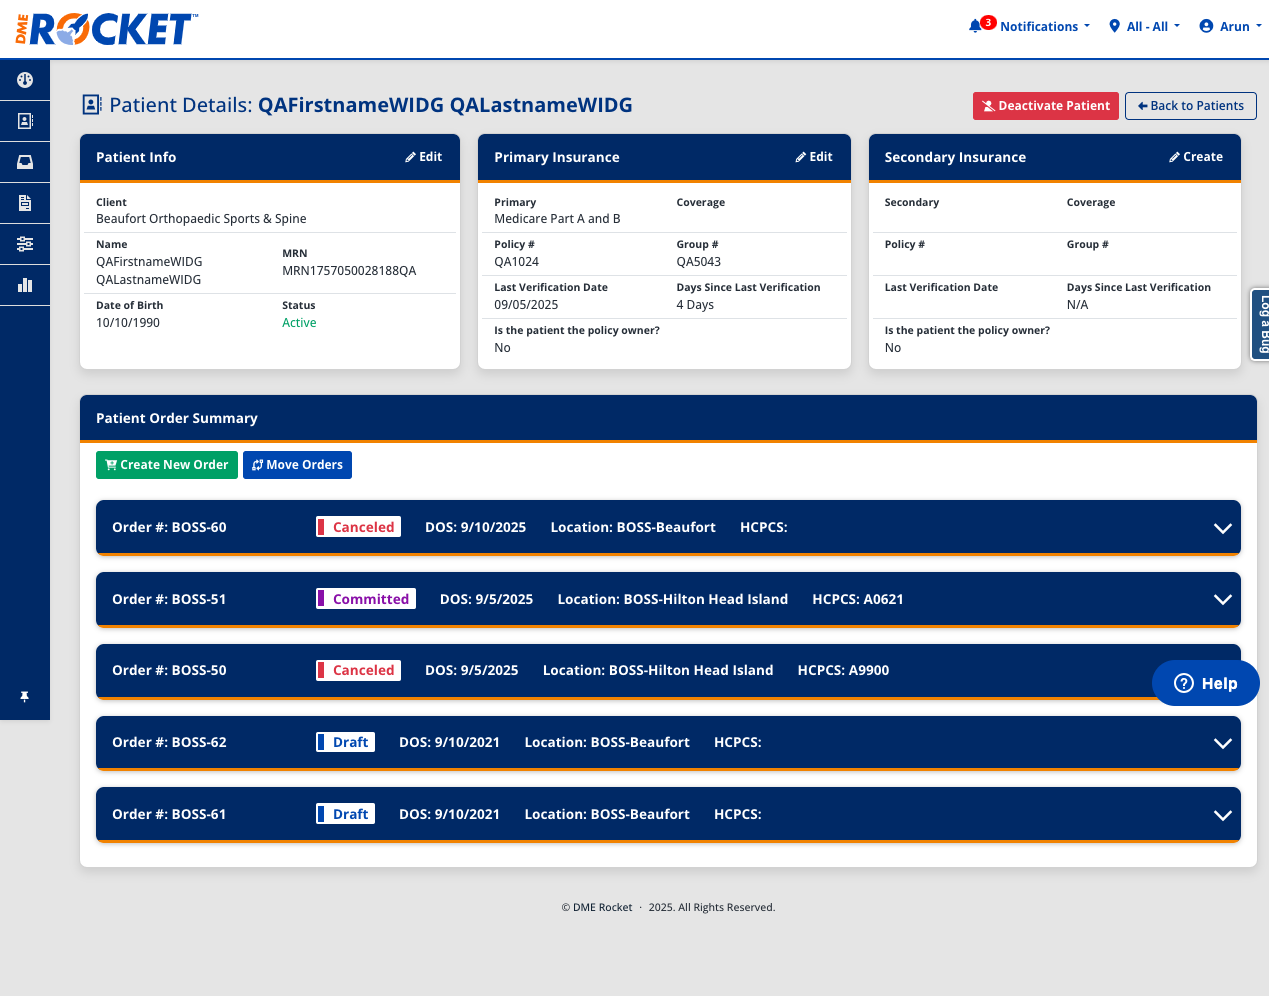 DME ROCKET™
3 Notifications
All - All
Arun
Patient Details: QAFirstnameWIDG QALastnameWIDG
Deactivate Patient
Back to Patients
Patient Info
Edit
Client
Beaufort Orthopaedic Sports & Spine
Name
QAFirstnameWIDG
QALastnameWIDG
MRN
MRN1757050028188QA
Date of Birth
10/10/1990
Status
Active
Primary Insurance
Edit
Primary
Medicare Part A and B
Coverage
Policy #
QA1024
Group #
QA5043
Last Verification Date
09/05/2025
Days Since Last Verification
4 Days
Is the patient the policy owner?
No
Secondary Insurance
Create
Secondary
Coverage
Policy #
Group #
Last Verification Date
Days Since Last Verification
N/A
Is the patient the policy owner?
No
Log a Bug
Patient Order Summary
Create New Order
Move Orders
Order #: BOSS-60 Canceled DOS: 9/10/2025 Location: BOSS-Beaufort HCPCS:
Order #: BOSS-51 Committed DOS: 9/5/2025 Location: BOSS-Hilton Head Island HCPCS: A0621
Order #: BOSS-50 Canceled DOS: 9/5/2025 Location: BOSS-Hilton Head Island HCPCS: A9900
Help
Order #: BOSS-62 Draft DOS: 9/10/2021 Location: BOSS-Beaufort HCPCS:
Order #: BOSS-61 Draft DOS: 9/10/2021 Location: BOSS-Beaufort HCPCS:
© DME Rocket · 2025. All Rights Reserved.